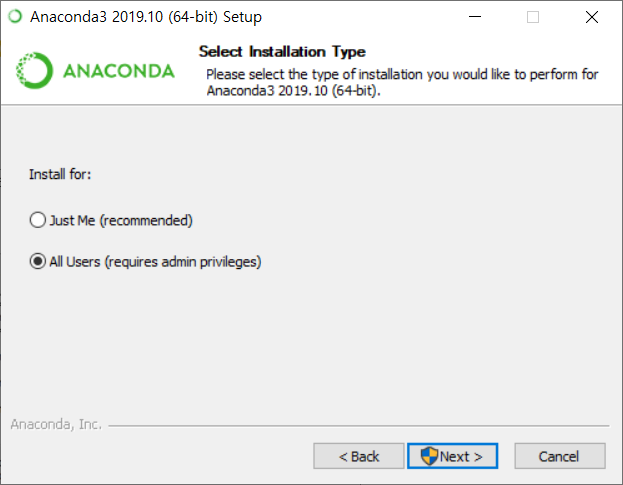 Anaconda3 2019.10 (64-bit) Setup
ANACONDA
Select Installation Type
Please select the type of installation you would like to perform for
Anaconda3 2019.10 (64-bit).
Install for:
Just Me (recommended)
All Users (requires admin privileges)
Anaconda, Inc.
< Back
Next >
Cancel